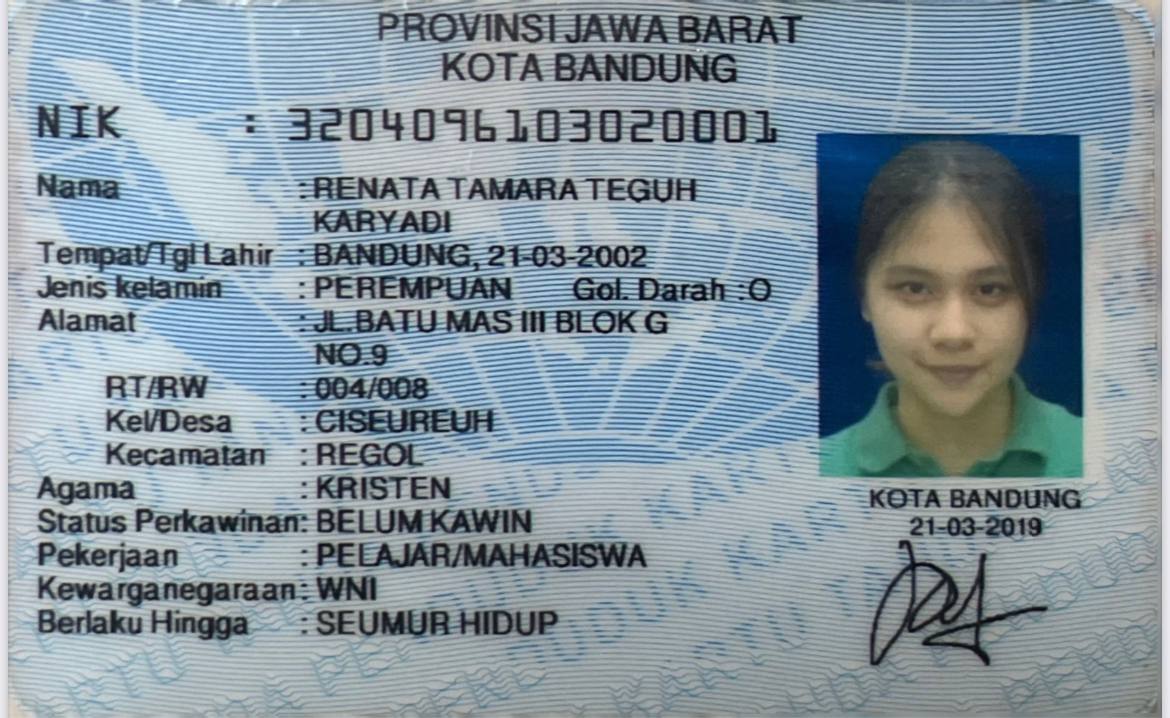 PROVINSI JAWA BARAT
KOTA BANDUNG
NIK : 3204096103020001
Nama : RENATA TAMARA TEGUH
KARYADI
Tempat/Tgl Lahir : BANDUNG, 21-03-2002
Jenis kelamin : PEREMPUAN Gol. Darah : O
Alamat : JL.BATU MAS III BLOK G
NO.9
RT/RW : 004/008
Kel/Desa : CISEUREUH
Kecamatan : REGOL
Agama : KRISTEN
Status Perkawinan: BELUM KAWIN
Pekerjaan : PELAJAR/MAHASISWA
Kewarganegaraan: WNI
Berlaku Hingga : SEUMUR HIDUP
KOTA BANDUNG
21-03-2019